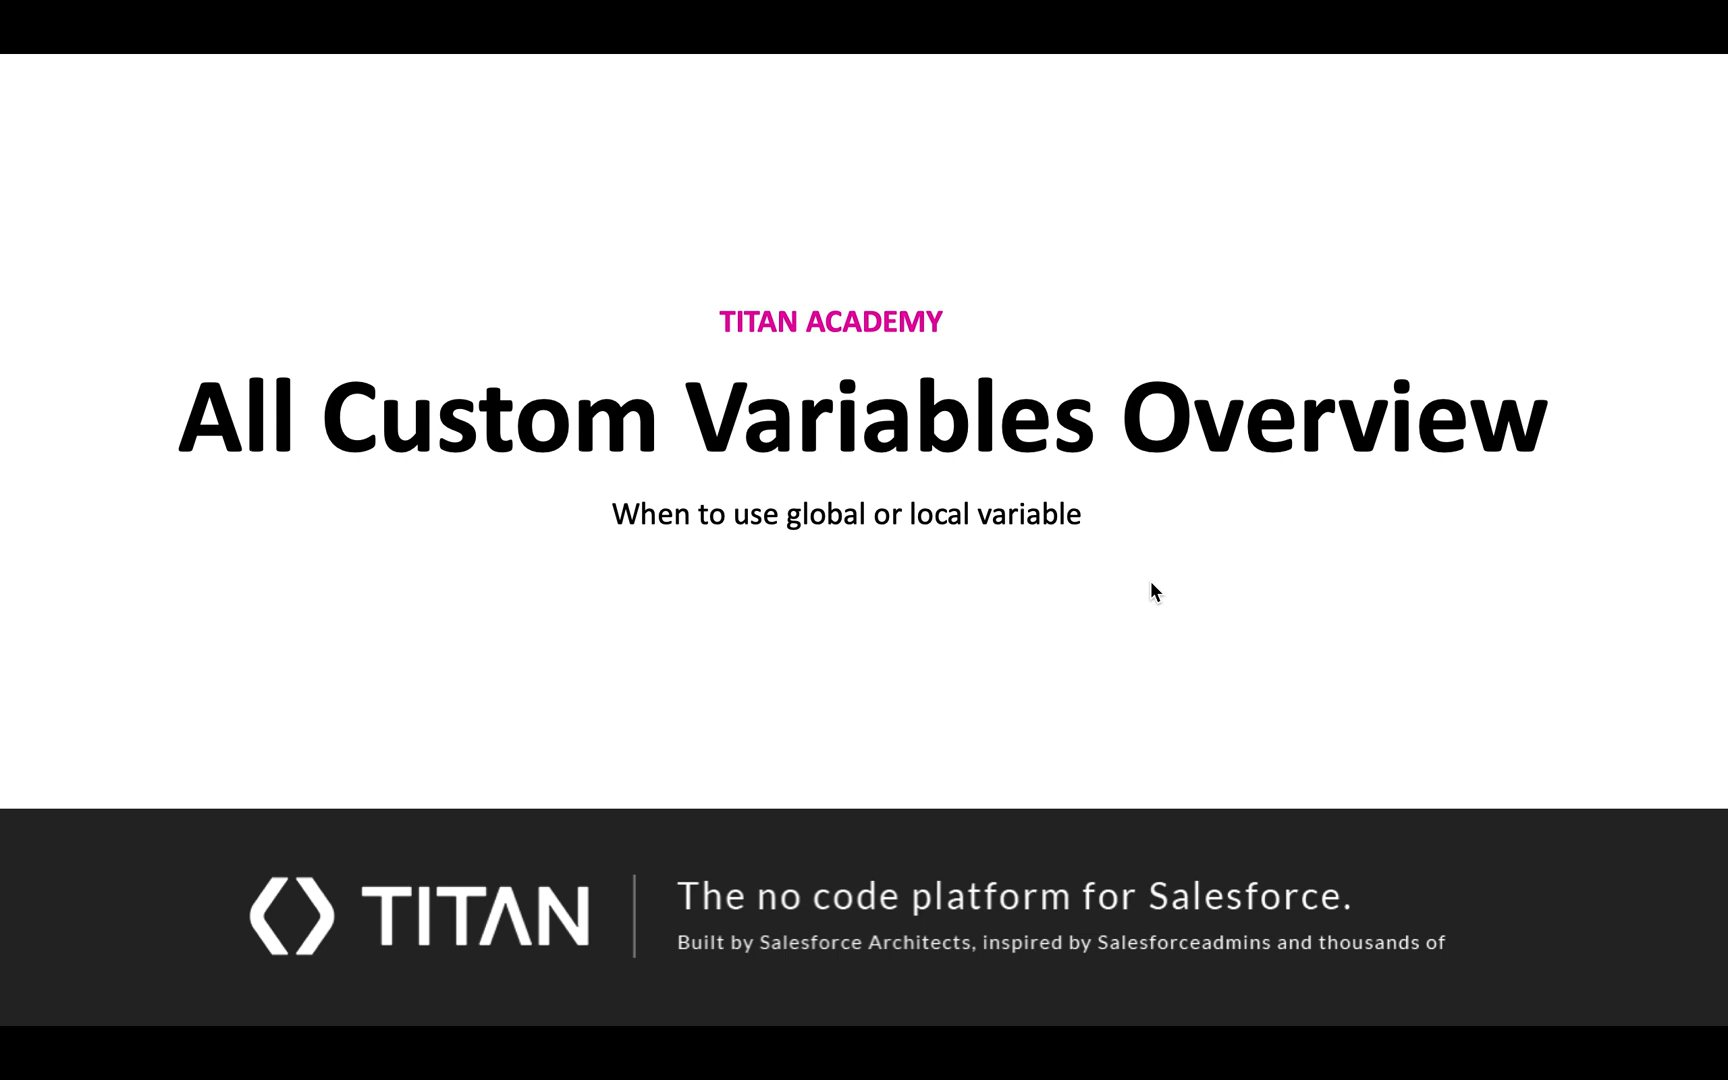 TITAN ACADEMY
All Custom Variables Overview
When to use global or local variable
TITAN
The no code platform for Salesforce.
Built by Salesforce Architects, inspired by Salesforceadmins and thousands of